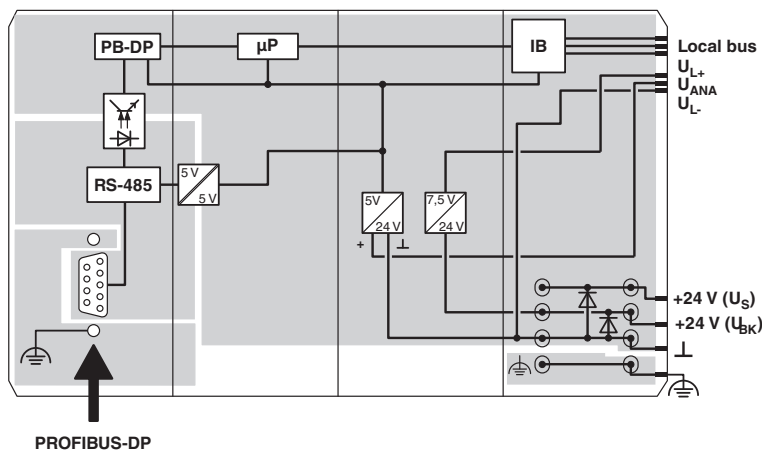 PB-DP
µP
IB
Local bus
UL+
UANA
UL-
RS-485
5 V
5 V
5V
24 V
7,5 V
24 V
+
⊥
+24 V (US)
+24 V (UBK)
⊥
PROFIBUS-DP